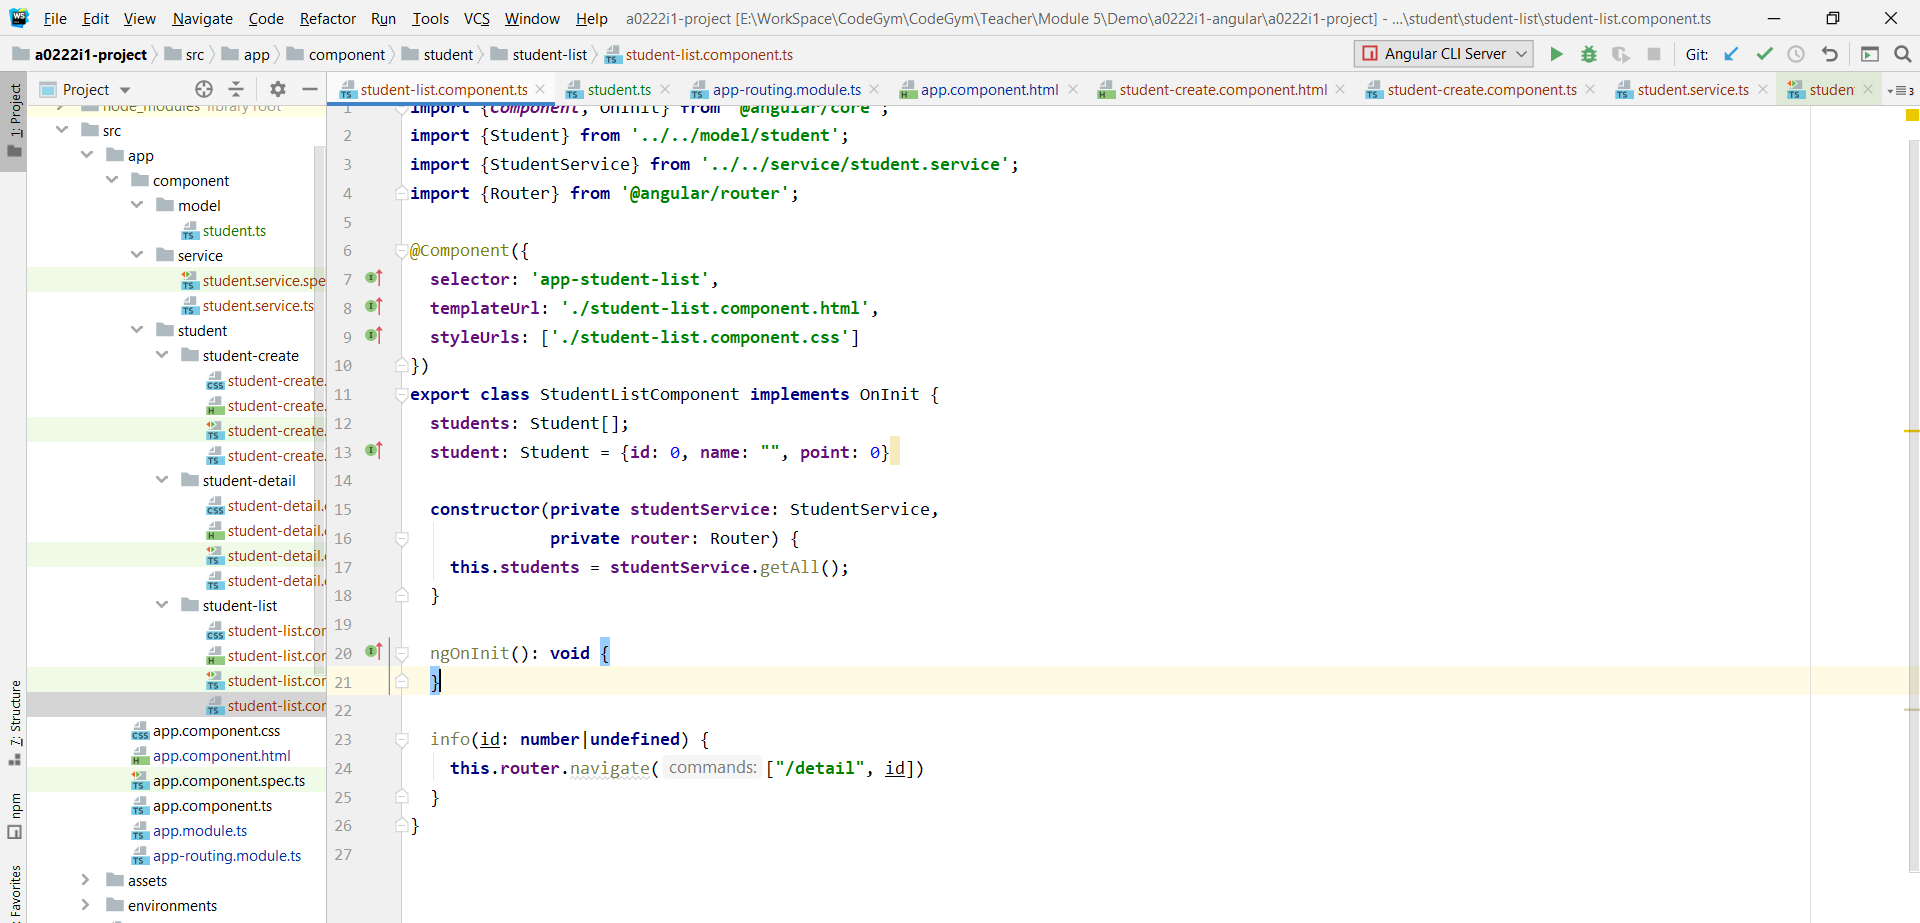 WS File Edit View Navigate Code Refactor Run Tools VCS Window Help a0222i1-project [E:\WorkSpace\CodeGym\CodeGym\Teacher\Module 5\Demo\a0222i1-angular\a0222i1-project] - ...\student\student-list\student-list.component.ts
a0222i1-project src app component student student-list student-list.component.ts Angular CLI Server Git:
Project student-list.component.ts student.ts app-routing.module.ts app.component.html student-create.component.html student-create.component.ts student.service.ts studen 3
1: Project
7: Structure
npm
Favorites
node_modules library root
src
app
component
model
student.ts
service
student.service.spe
student.service.ts
student
student-create
student-create.
student-create.
student-create.
student-create.
student-detail
student-detail.
student-detail.
student-detail.
student-detail.
student-list
student-list.cor
student-list.cor
student-list.cor
student-list.cor
app.component.css
app.component.html
app.component.spec.ts
app.component.ts
app.module.ts
app-routing.module.ts
assets
environments
1 import {Component, OnInit} from '@angular/core';
2 import {Student} from '../../model/student';
3 import {StudentService} from '../../service/student.service';
4 import {Router} from '@angular/router';
5
6 @Component({
7 selector: 'app-student-list',
8 templateUrl: './student-list.component.html',
9 styleUrls: ['./student-list.component.css']
10 })
11 export class StudentListComponent implements OnInit {
12 students: Student[];
13 student: Student = {id: 0, name: "", point: 0}
14
15 constructor(private studentService: StudentService,
16 private router: Router) {
17 this.students = studentService.getAll();
18 }
19
20 ngOnInit(): void {
21 }
22
23 info(id: number|undefined) {
24 this.router.navigate( commands: ["/detail", id])
25 }
26 }
27